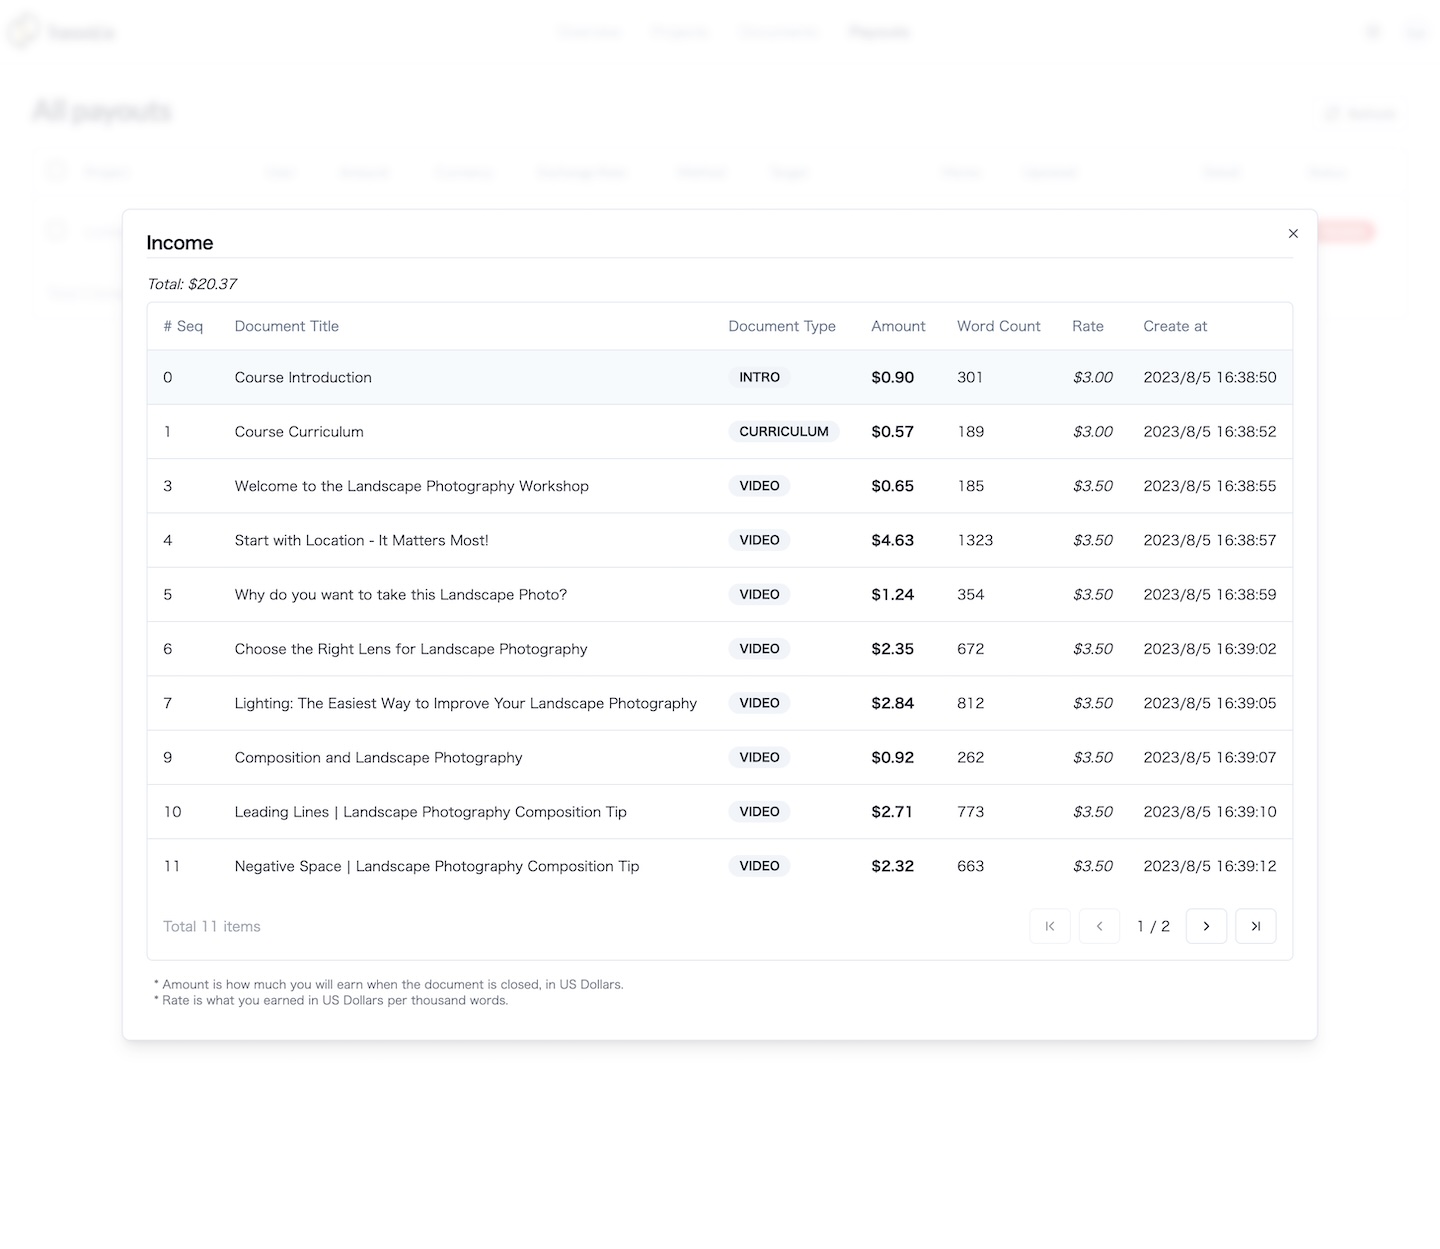 All payouts
Income
Total: $20.37
# Seq Document Title Document Type Amount Word Count Rate Create at
0 Course Introduction INTRO $0.90 301 $3.00 2023/8/5 16:38:50
1 Course Curriculum CURRICULUM $0.57 189 $3.00 2023/8/5 16:38:52
3 Welcome to the Landscape Photography Workshop VIDEO $0.65 185 $3.50 2023/8/5 16:38:55
4 Start with Location - It Matters Most! VIDEO $4.63 1323 $3.50 2023/8/5 16:38:57
5 Why do you want to take this Landscape Photo? VIDEO $1.24 354 $3.50 2023/8/5 16:38:59
6 Choose the Right Lens for Landscape Photography VIDEO $2.35 672 $3.50 2023/8/5 16:39:02
7 Lighting: The Easiest Way to Improve Your Landscape Photography VIDEO $2.84 812 $3.50 2023/8/5 16:39:05
9 Composition and Landscape Photography VIDEO $0.92 262 $3.50 2023/8/5 16:39:07
10 Leading Lines | Landscape Photography Composition Tip VIDEO $2.71 773 $3.50 2023/8/5 16:39:10
11 Negative Space | Landscape Photography Composition Tip VIDEO $2.32 663 $3.50 2023/8/5 16:39:12
Total 11 items 1 / 2
* Amount is how much you will earn when the document is closed, in US Dollars.
* Rate is what you earned in US Dollars per thousand words.